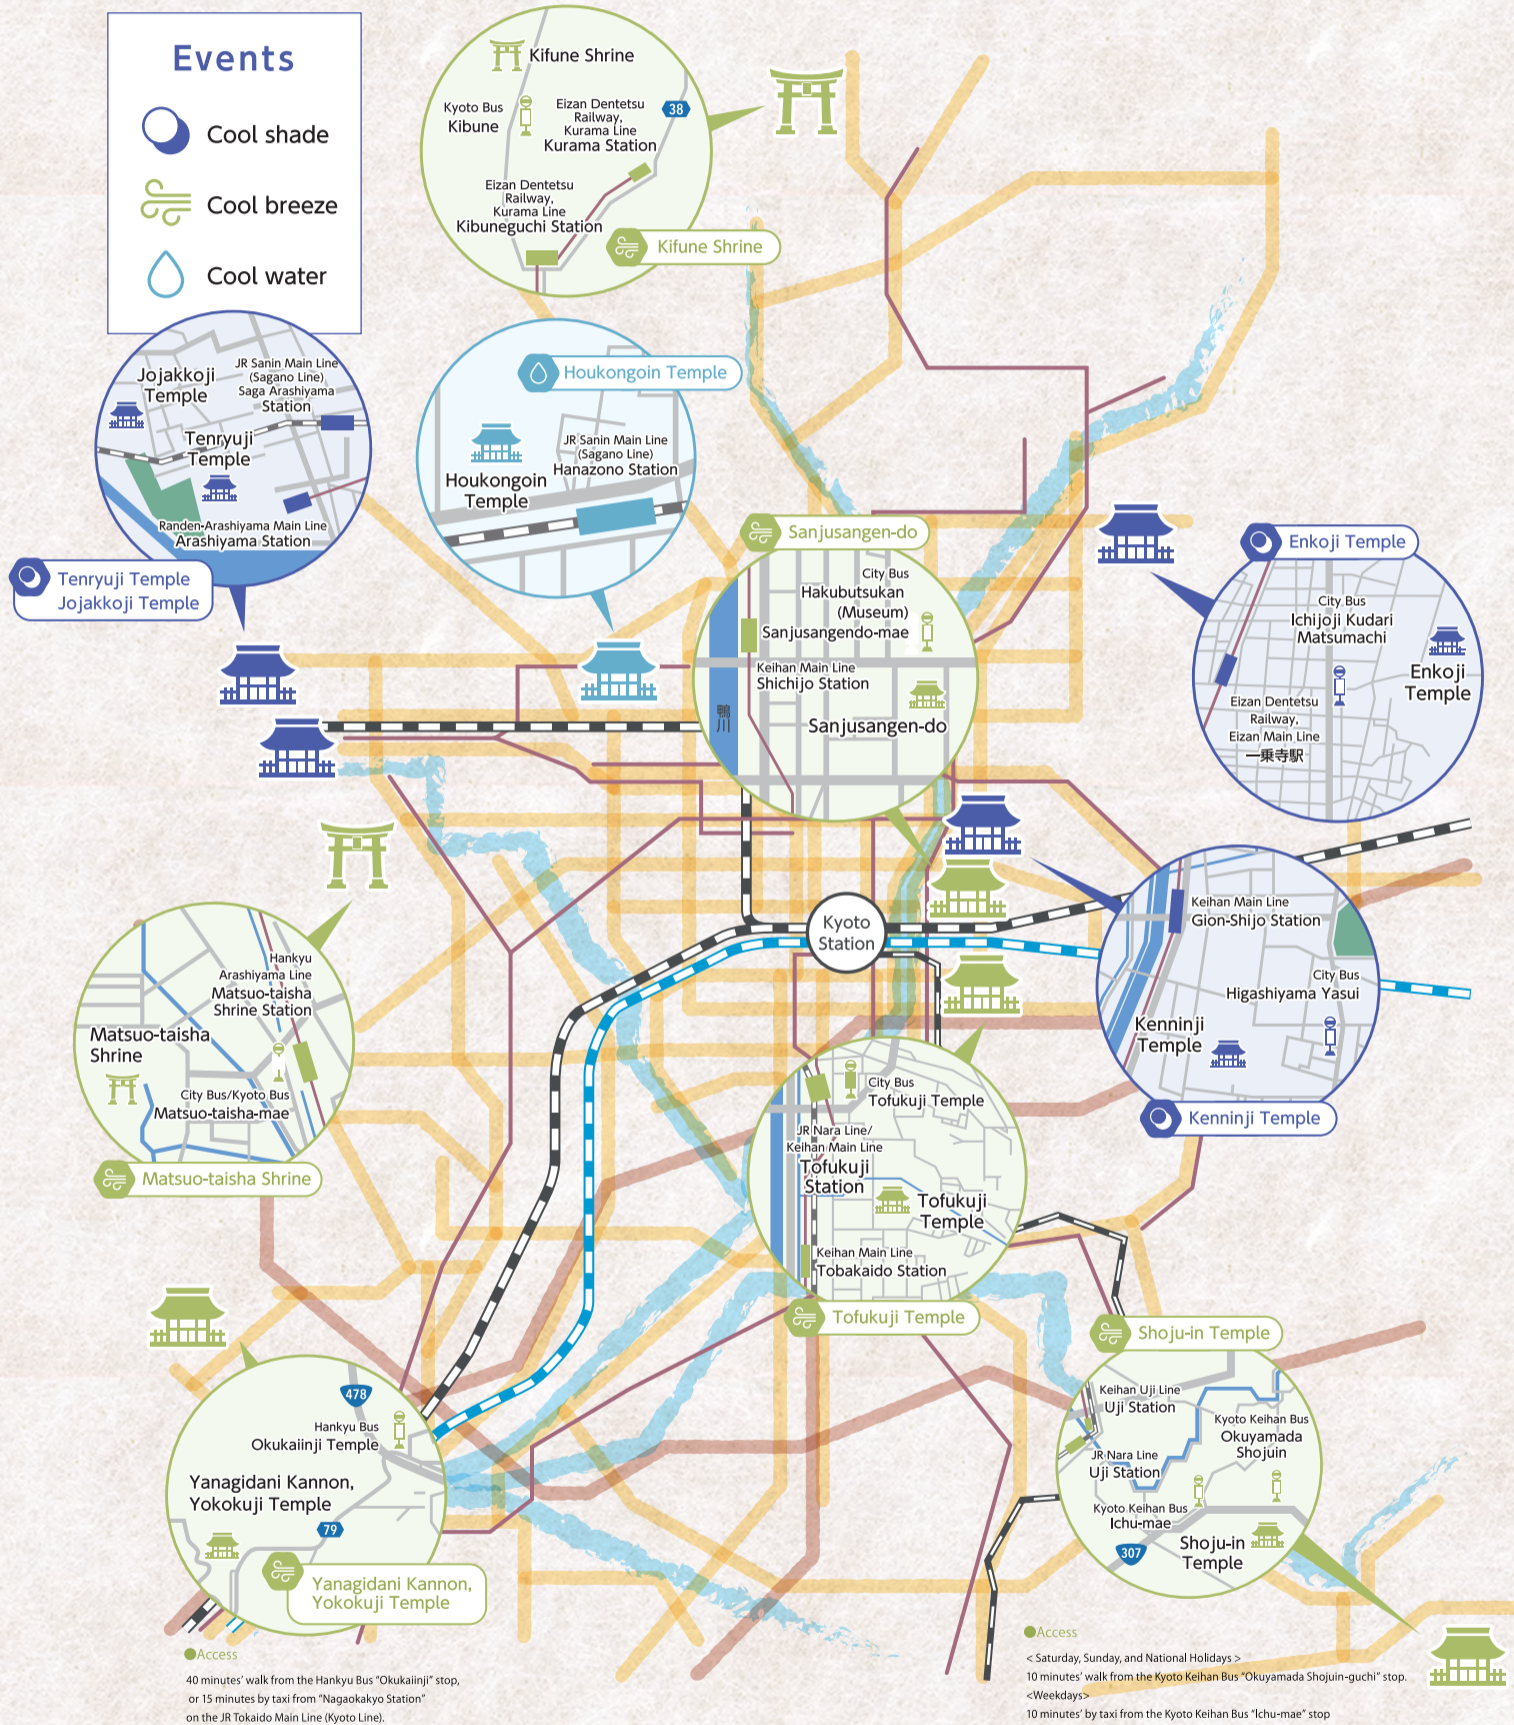 Events
Cool shade
Cool breeze
Cool water
Kifune Shrine
Kyoto Bus
Kibune
Eizan Dentetsu
Railway,
Kurama Line
Kurama Station
38
Eizan Dentetsu
Railway,
Kurama Line
Kibuneguchi Station
Kifune Shrine
Jojakkoji
Temple
JR Sanin Main Line
(Sagano Line)
Saga Arashiyama
Station
Tenryuji
Temple
Randen-Arashiyama Main Line
Arashiyama Station
Tenryuji Temple
Jojakkoji Temple
Houkongoin Temple
Houkongoin
Temple
JR Sanin Main Line
(Sagano Line)
Hanazono Station
Sanjusangen-do
City Bus
Hakubutsukan
(Museum)
Sanjusangendo-mae
Keihan Main Line
Shichijo Station
鴨川
Sanjusangen-do
Enkoji Temple
City Bus
Ichijoji Kudari
Matsumachi
Enkoji
Temple
Eizan Dentetsu
Railway,
Eizan Main Line
一乗寺駅
Kyoto
Station
Keihan Main Line
Gion-Shijo Station
City Bus
Higashiyama Yasui
Kenninji
Temple
Kenninji Temple
Hankyu
Arashiyama Line
Matsuo-taisha
Shrine Station
Matsuo-taisha
Shrine
City Bus/Kyoto Bus
Matsuo-taisha-mae
Matsuo-taisha Shrine
City Bus
Tofukuji Temple
JR Nara Line/
Keihan Main Line
Tofukuji
Station
Tofukuji
Temple
Keihan Main Line
Tobakaido Station
Tofukuji Temple
478
Hankyu Bus
Okukaiinji Temple
Yanagidani Kannon,
Yokokuji Temple
79
Yanagidani Kannon,
Yokokuji Temple
Shoju-in Temple
Keihan Uji Line
Uji Station
Kyoto Keihan Bus
Okuyamada
Shojuin
JR Nara Line
Uji Station
Kyoto Keihan Bus
Ichu-mae
307
Shoju-in
Temple
●Access
40 minutes’ walk from the Hankyu Bus “Okukaiinji” stop,
or 15 minutes by taxi from “Nagaokakyo Station”
on the JR Tokaido Main Line (Kyoto Line).
●Access
< Saturday, Sunday, and National Holidays >
10 minutes’ walk from the Kyoto Keihan Bus “Okuyamada Shojuin-guchi” stop.
<Weekdays>
10 minutes’ by taxi from the Kyoto Keihan Bus “Ichu-mae” stop